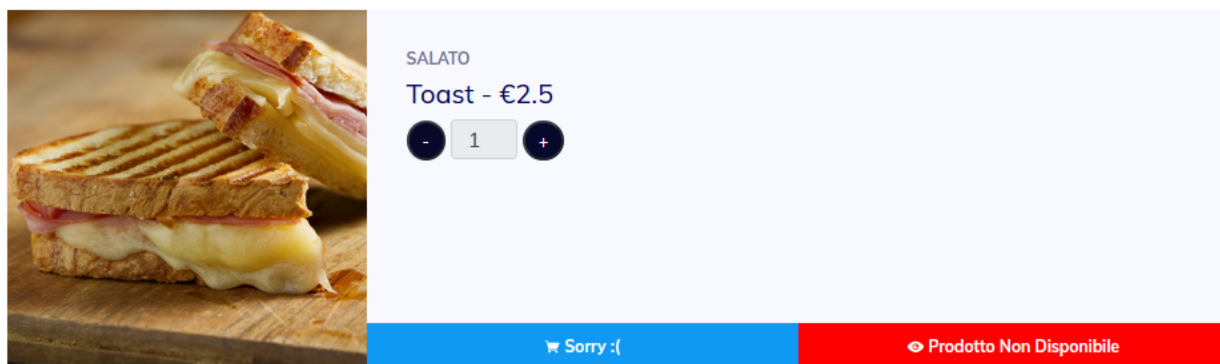 SALATO
Toast - €2.5
- 1 +
Sorry :(
Prodotto Non Disponibile